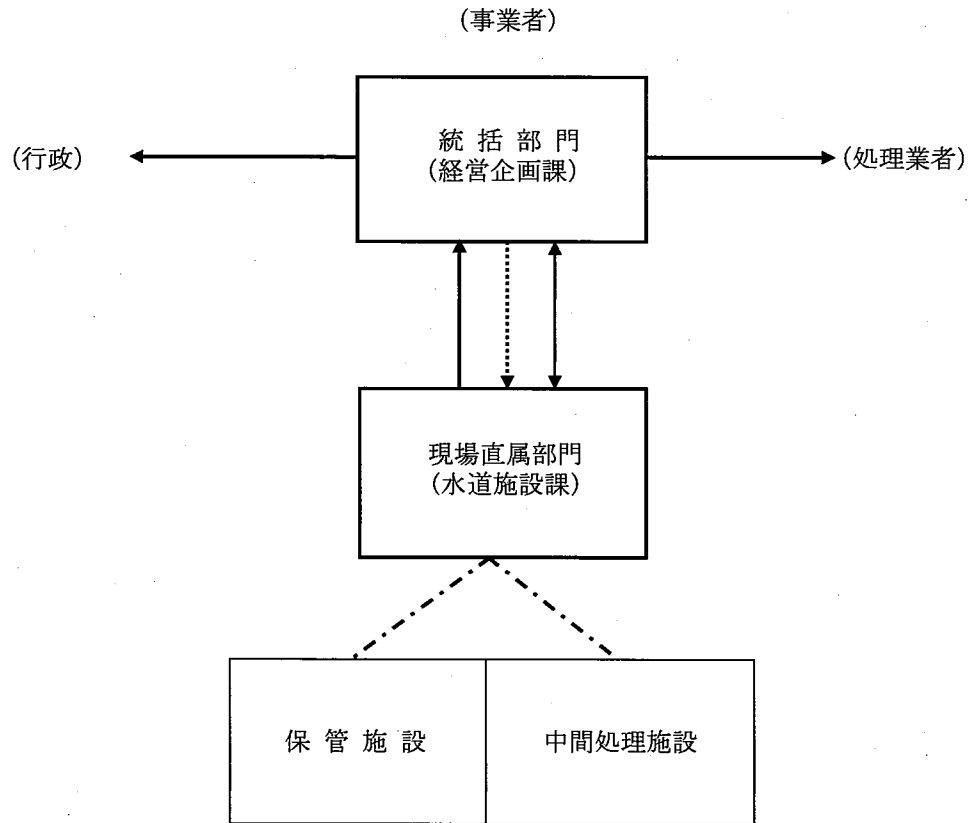 (事業者)
統括部門
(経営企画課)
(行政)
(処理業者)
現場直属部門
(水道施設課)
保管施設
中間処理施設